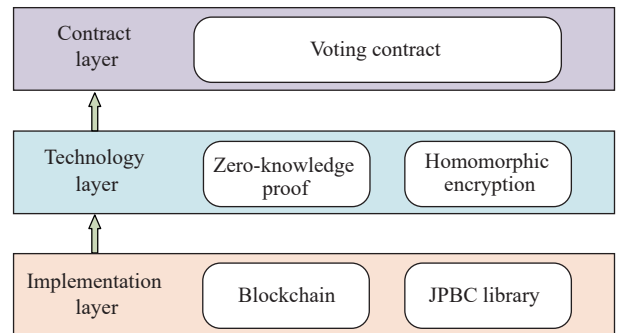 Contract
layer
Voting contract
Technology
layer
Zero-knowledge
proof
Homomorphic
encryption
Implementation
layer
Blockchain
JPBC library